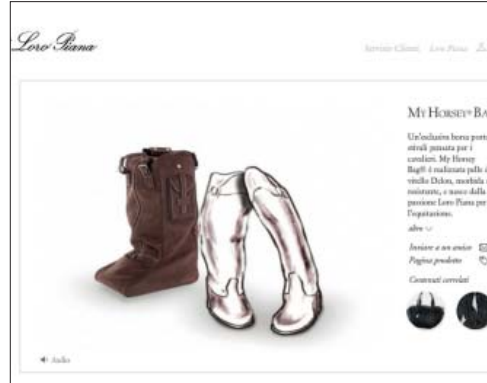 Loro Piana
Servizio Clienti Loro Piana
MY HORSEY® BA
Un'esclusiva borsa porta
stivali pensata per i
cavalieri. My Horsey
Bag® è realizzata pelle
vitello Dolon, morbida
resistente, e nasce dalla
passione Loro Piana per
l'equitazione.
altro
Inviare a un amico
Pagina prodotto
Contenuti correlati
Audio